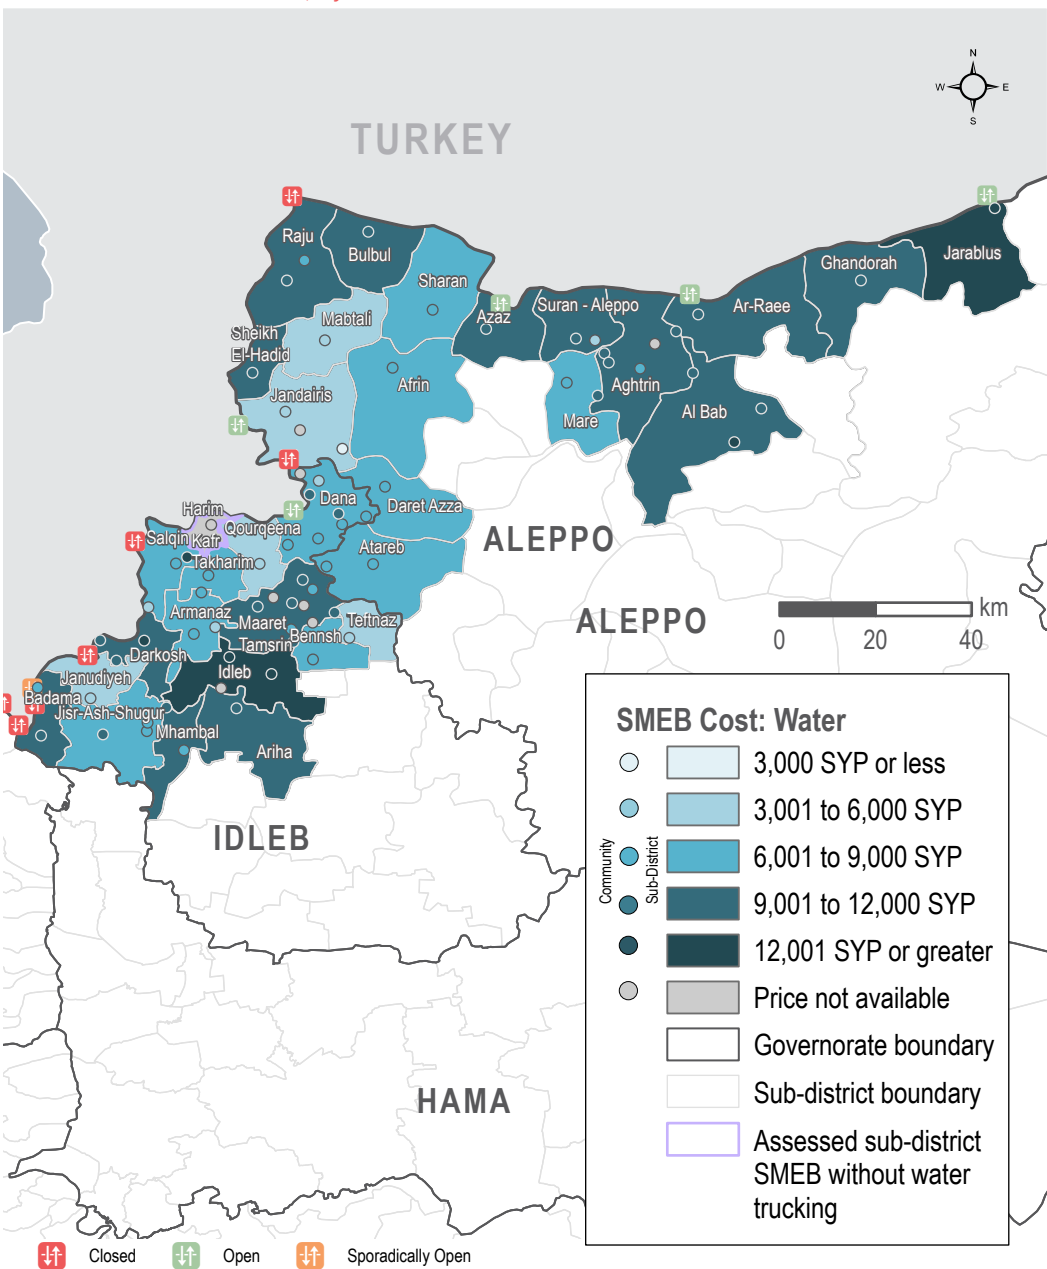 N
W
E
S
TURKEY
Raju
Bulbul
Sharan
Jarablus
Ghandorah
Ar-Raee
Suran - Aleppo
Azaz
Mabtali
Sheikh
El-Hadid
Afrin
Jandairis
Aghtrin
Mare
Al Bab
Dana
Daret Azza
Harim
Qourqeena
Salqin
Kafr
Takharim
Atareb
ALEPPO
Armanaz
Maaret
Tamsrin
Teftnaz
Bennsh
ALEPPO
km
0
20
40
Darkosh
Idleb
Janudiyeh
Badama
Jisr-Ash-Shugur
Mhambal
Ariha
IDLEB
HAMA
SMEB Cost: Water
Community
Sub-District
3,000 SYP or less
3,001 to 6,000 SYP
6,001 to 9,000 SYP
9,001 to 12,000 SYP
12,001 SYP or greater
Price not available
Governorate boundary
Sub-district boundary
Assessed sub-district
SMEB without water
trucking
Closed
Open
Sporadically Open